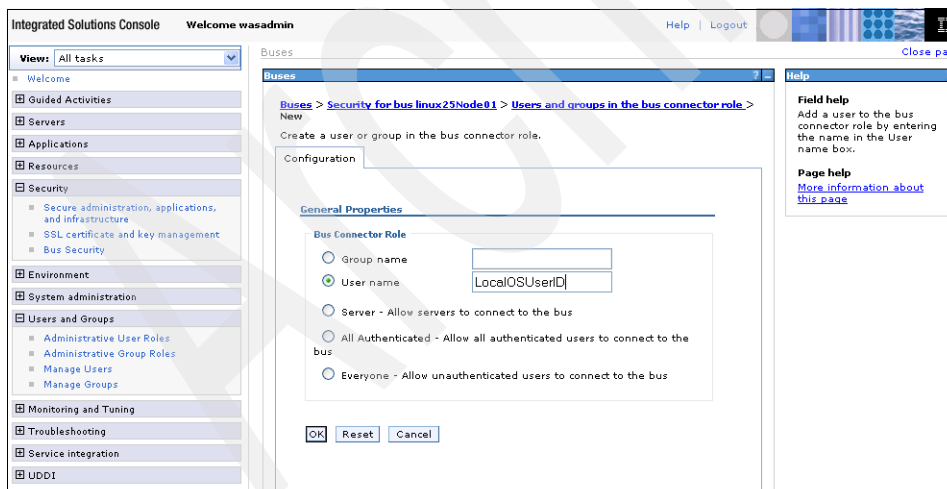 Integrated Solutions Console Welcome wasadmin Help | Logout
View: All tasks
Welcome
Guided Activities
Servers
Applications
Resources
Security
Secure administration, applications,
and infrastructure
SSL certificate and key management
Bus Security
Environment
System administration
Users and Groups
Administrative User Roles
Administrative Group Roles
Manage Users
Manage Groups
Monitoring and Tuning
Troubleshooting
Service integration
UDDI
Buses
Close pa
Buses ? -
Buses > Security for bus linux25Node01 > Users and groups in the bus connector role >
New
Create a user or group in the bus connector role.
Configuration
General Properties
Bus Connector Role
Group name
User name LocalOSUserID
Server - Allow servers to connect to the bus
All Authenticated - Allow all authenticated users to connect to the
bus
Everyone - Allow unauthenticated users to connect to the bus
OK Reset Cancel
Help
Field help
Add a user to the bus
connector role by entering
the name in the User
name box.
Page help
More information about
this page